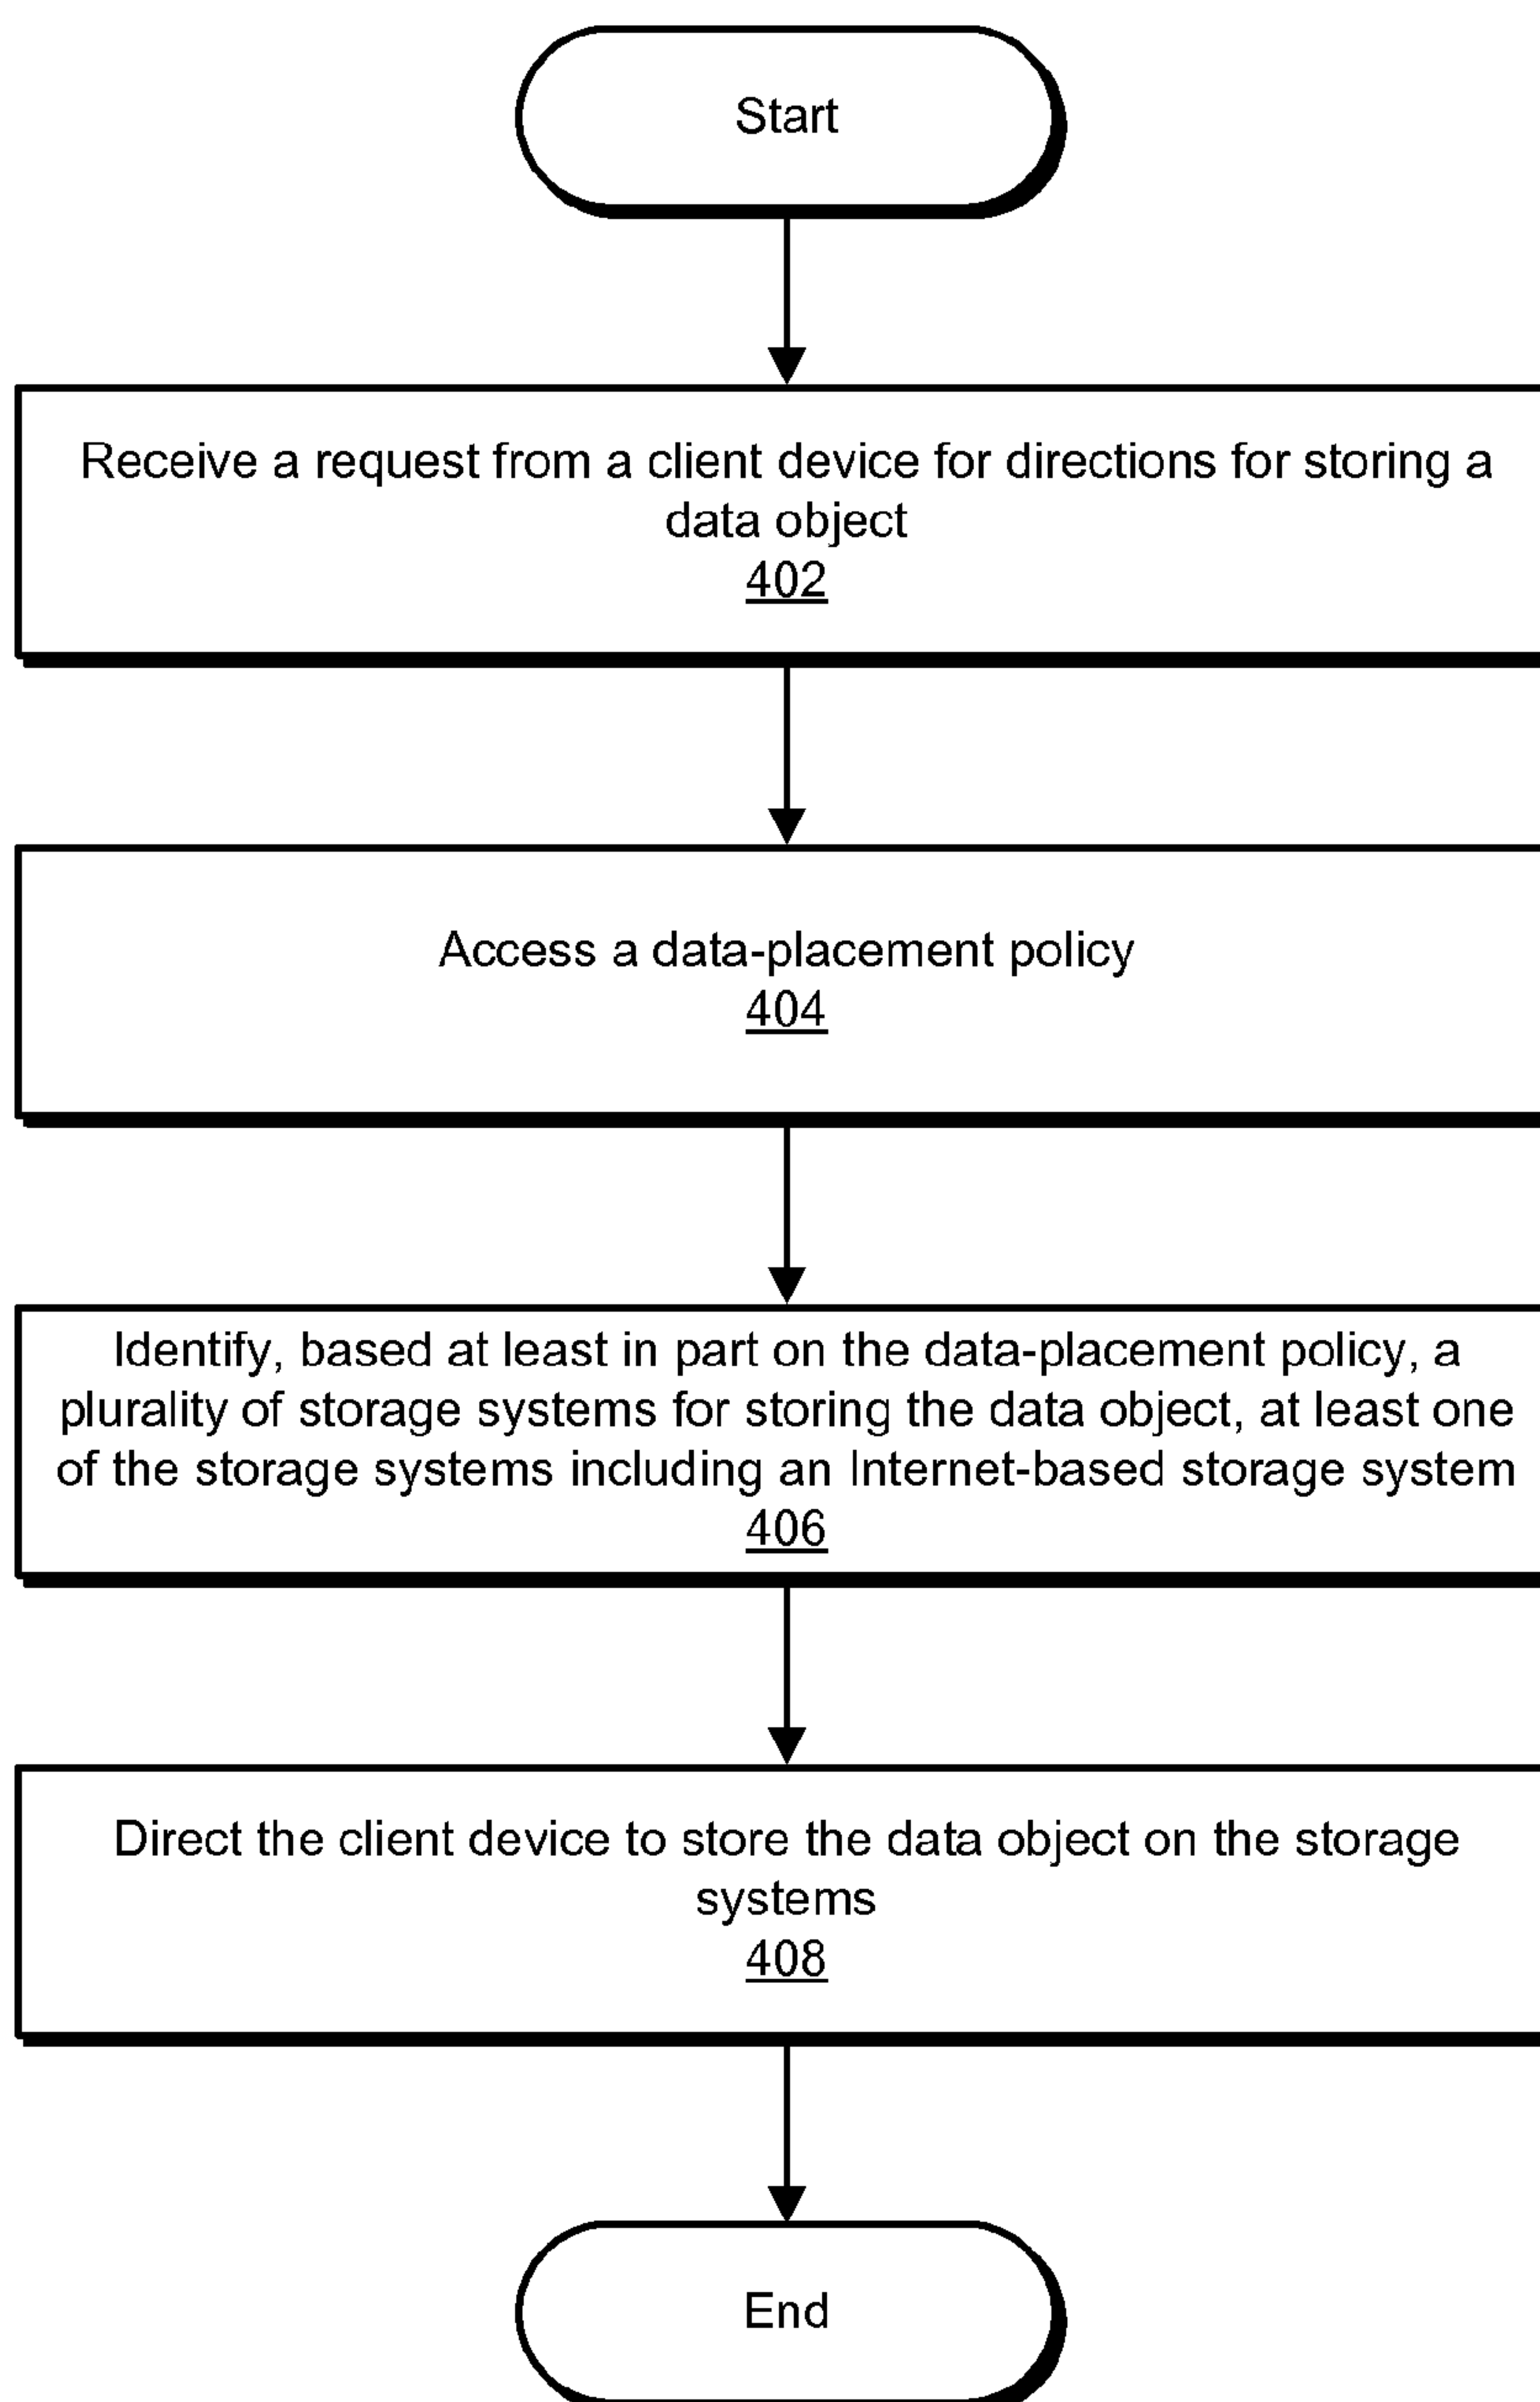 Start
Receive a request from a client device for directions for storing a
data object
402
Access a data-placement policy
404
Identify, based at least in part on the data-placement policy, a
plurality of storage systems for storing the data object, at least one
of the storage systems including an Internet-based storage system
406
Direct the client device to store the data object on the storage
systems
408
End